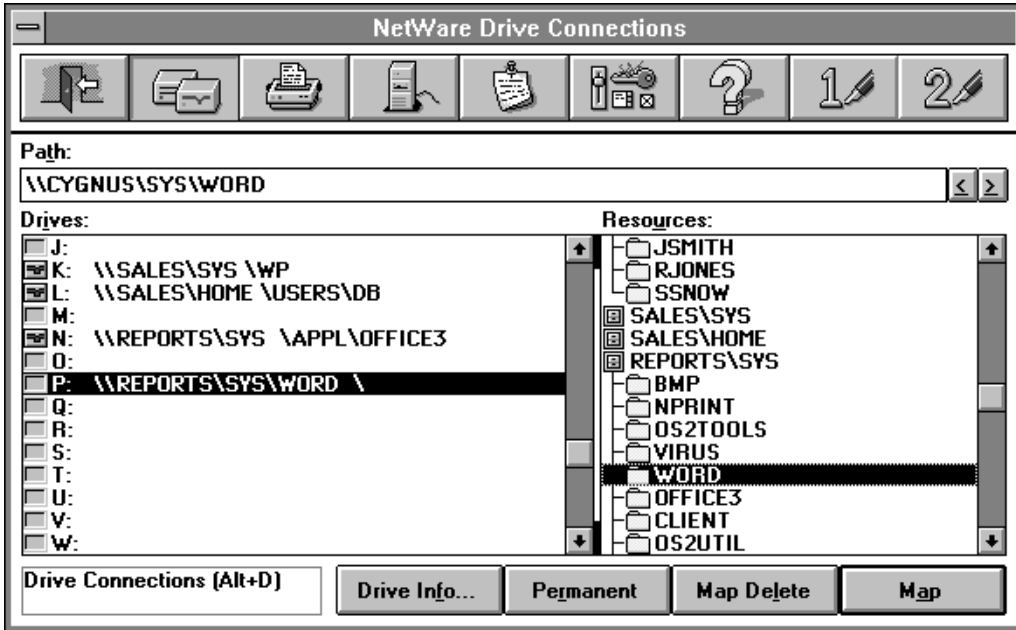 NetWare Drive Connections
1 2
Path:
\\CYGNUS\SYS\WORD
< >
Drives:
J:
K: \\SALES\SYS \WP
L: \\SALES\HOME \USERS\DB
M:
N: \\REPORTS\SYS \APPL\OFFICE3
O:
P: \\REPORTS\SYS\WORD \
Q:
R:
S:
T:
U:
V:
W:
Resources:
JSMITH
RJONES
SSNOW
SALES\SYS
SALES\HOME
REPORTS\SYS
BMP
NPRINT
OS2TOOLS
VIRUS
WORD
OFFICE3
CLIENT
OS2UTIL
Drive Connections (Alt+D)
Drive Info...
Permanent
Map Delete
Map